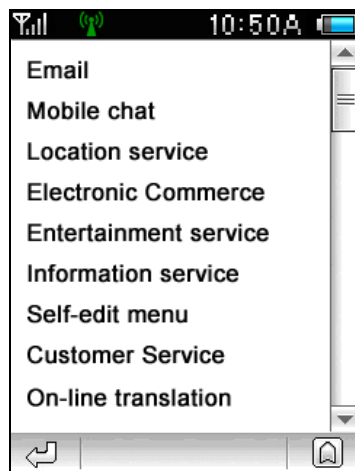 10:50A
Email
Mobile chat
Location service
Electronic Commerce
Entertainment service
Information service
Self-edit menu
Customer Service
On-line translation